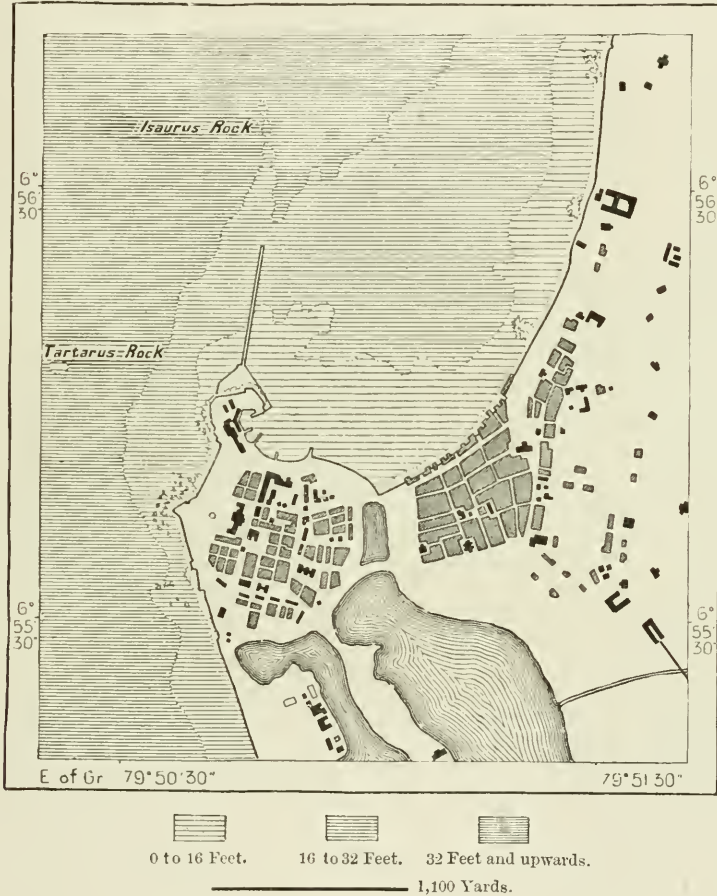 Isaurus-Rock
6°
56'
30"
6°
56'
30"
Tartarus-Rock
6°
55'
30"
6°
55'
30"
E of Gr 79°50'30" 79°51'30"
0 to 16 Feet. 16 to 32 Feet. 32 Feet and upwards.
1,100 Yards.